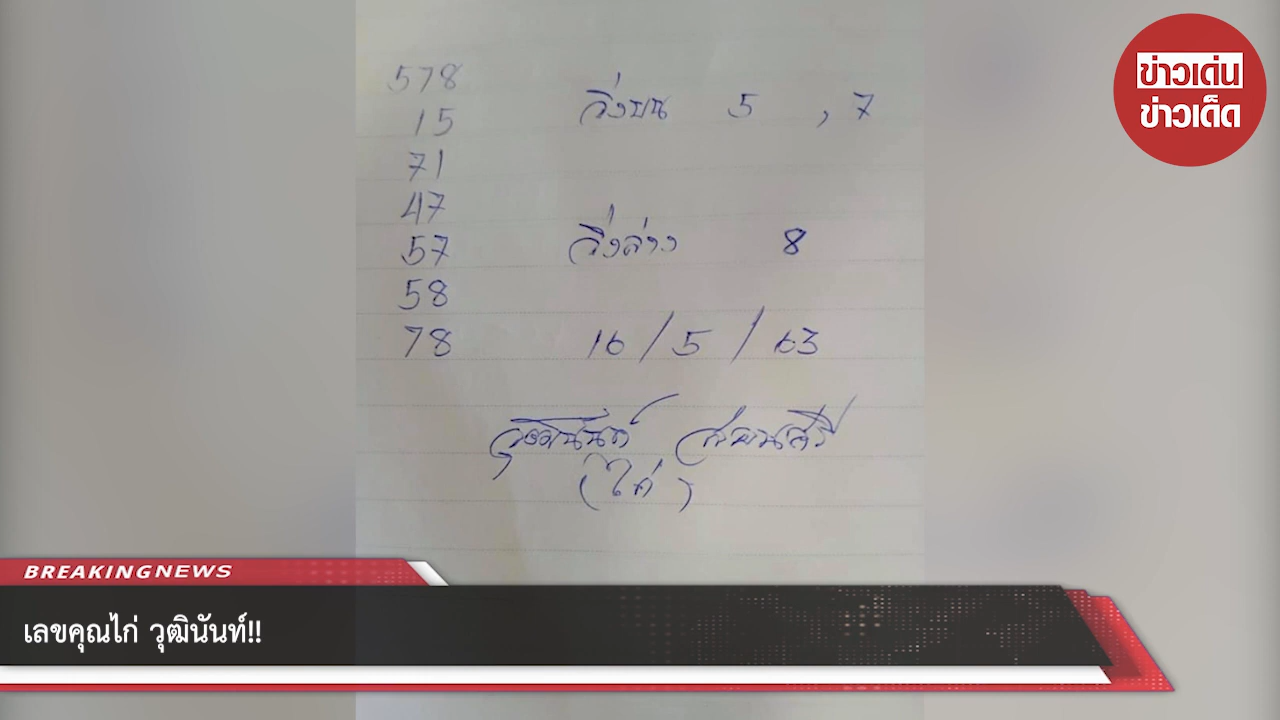 ข่าวเด่น
ข่าวเด็ด
578
15
71
47
57
58
78
วิ่งบน 5 , 7
วิ่งล่าง 8
16 / 5 / 63
วุฒินันท์
(ไก่)
BREAKINGNEWS
เลขคุณไก่ วุฒินันท์!!